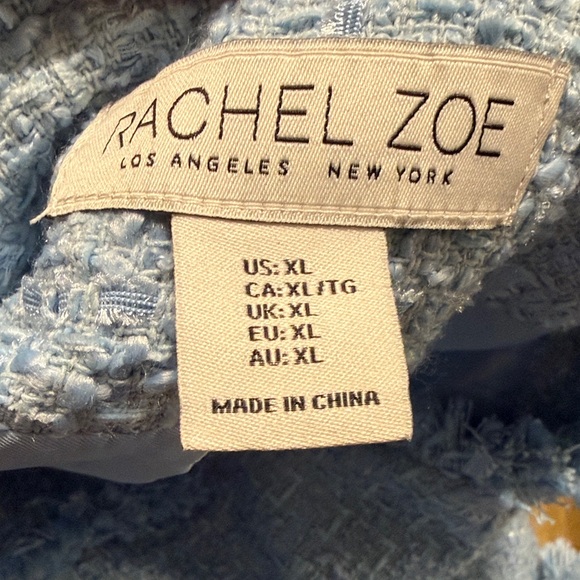 RACHEL ZOE
LOS ANGELES NEW YORK
US: XL
CA: XL/TG
UK: XL
EU: XL
AU: XL
MADE IN CHINA